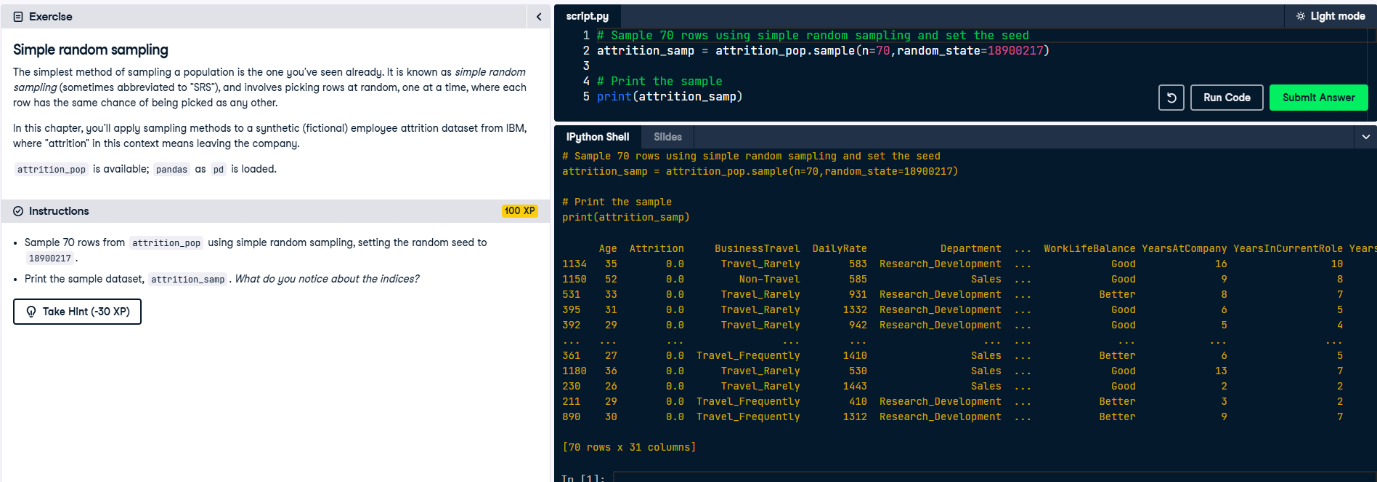 Exercise
Simple random sampling
The simplest method of sampling a population is the one you've seen already. It is known as simple random
sampling (sometimes abbreviated to "SRS"), and involves picking rows at random, one at a time, where each
row has the same chance of being picked as any other.
In this chapter, you'll apply sampling methods to a synthetic (fictional) employee attrition dataset from IBM,
where "attrition" in this context means leaving the company.
attrition_pop is available; pandas as pd is loaded.
Instructions
100 XP
Sample 70 rows from attrition_pop using simple random sampling, setting the random seed to
18900217 .
Print the sample dataset, attrition_samp . What do you notice about the indices?
Take Hint (-30 XP)
script.py
Light mode
1 # Sample 70 rows using simple random sampling and set the seed
2 attrition_samp = attrition_pop.sample(n=70,random_state=18900217)
3
4 # Print the sample
5 print(attrition_samp)
Run Code
Submit Answer
IPython Shell
Slides
# Sample 70 rows using simple random sampling and set the seed
attrition_samp = attrition_pop.sample(n=70,random_state=18900217)
# Print the sample
print(attrition_samp)
Age Attrition BusinessTravel DailyRate Department ... WorkLifeBalance YearsAtCompany YearsInCurrentRole Years
1134 35 0.0 Travel_Rarely 583 Research_Development ... Good 16 10
1150 52 0.0 Non-Travel 585 Sales ... Good 9 8
531 33 0.0 Travel_Rarely 931 Research_Development ... Better 8 7
395 31 0.0 Travel_Rarely 1332 Research_Development ... Good 6 5
392 29 0.0 Travel_Rarely 942 Research_Development ... Good 5 4
... ... ... ... ... ... ... ... ... ...
361 27 0.0 Travel_Frequently 1410 Sales ... Better 6 5
1180 36 0.0 Travel_Rarely 530 Sales ... Good 13 7
230 26 0.0 Travel_Rarely 1443 Sales ... Good 2 2
211 29 0.0 Travel_Frequently 410 Research_Development ... Better 3 2
890 30 0.0 Travel_Frequently 1312 Research_Development ... Better 9 7
[70 rows x 31 columns]
In [1]: